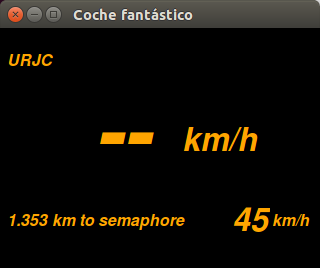 Coche fantástico
URJC
-- km/h
1.353 km to semaphore 45 km/h